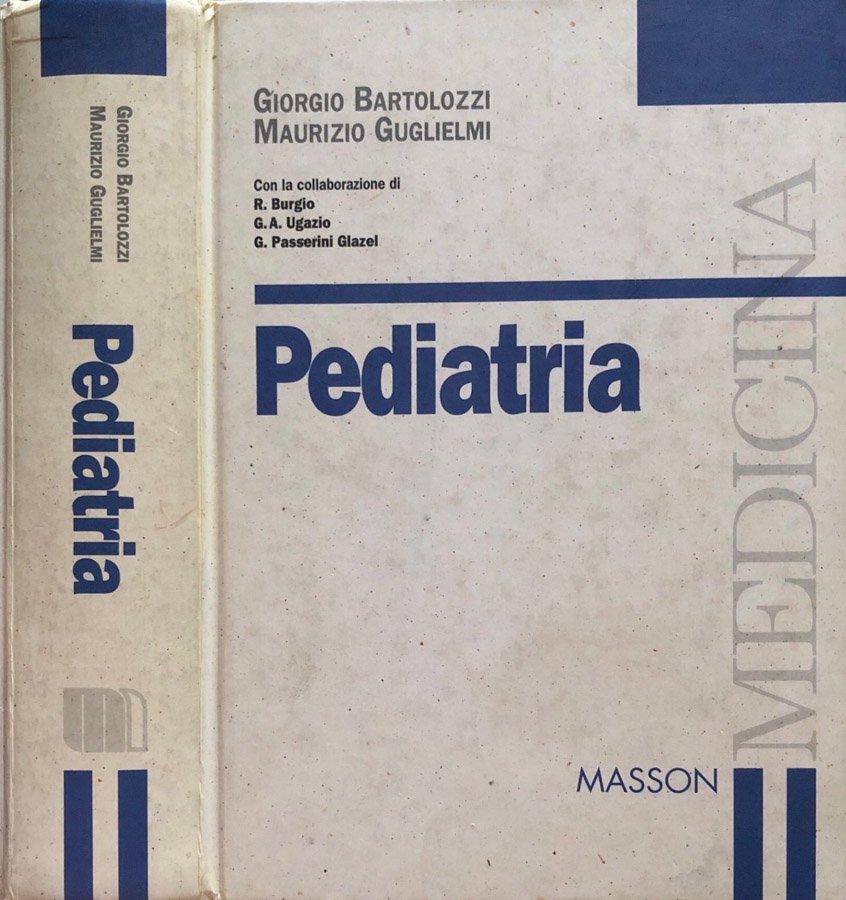 GIORGIO BARTOLOZZI
MAURIZIO GUGLIELMI
Pediatria
GIORGIO BARTOLOZZI
MAURIZIO GUGLIELMI
Con la collaborazione di
R. Burgio
G.A. Ugazio
G. Passerini Glazel
Pediatria
MEDICINA
MASSON